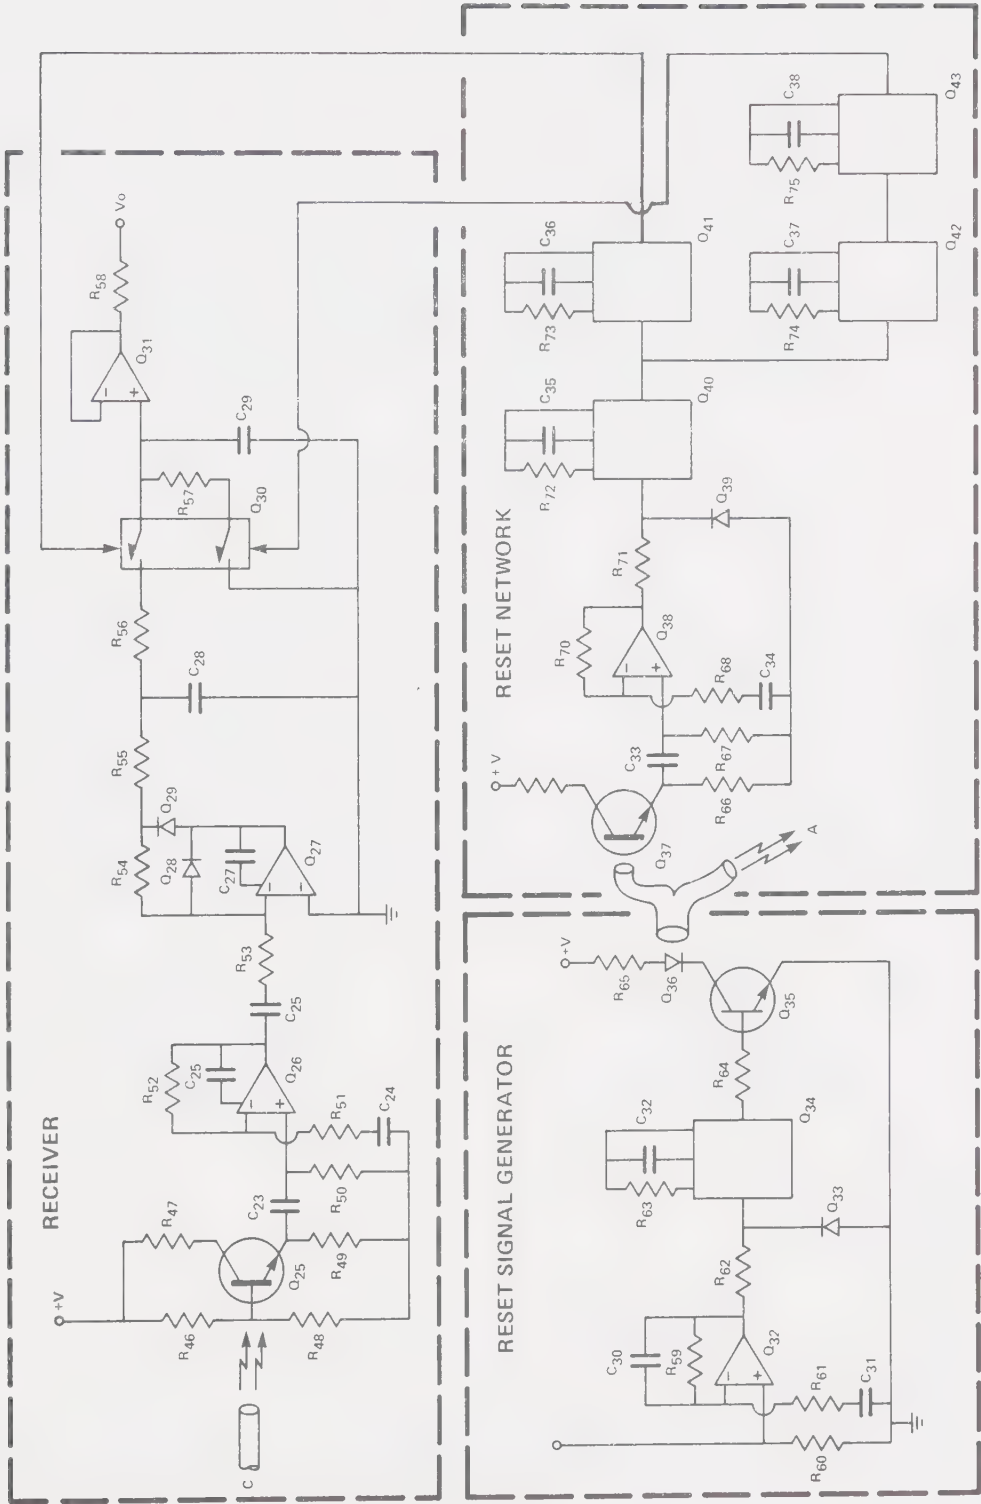 RECEIVER
+V
R46
R47
R48
Q25
R49
C
C23
R50
R51
C24
R52
C25
−
+
Q26
C25
R53
R54
Q28
Q29
C27
−
−
Q27
R55
C28
R56
Q30
R57
C29
−
+
Q31
R58
Vo
RESET SIGNAL GENERATOR
R60
R61
C31
C30
R59
−
+
Q32
R62
Q33
R63
C32
Q34
R64
Q35
Q36
R65
+V
RESET NETWORK
+V
Q37
A
R66
R67
C33
R68
C34
R70
−
+
Q38
R71
Q39
R72
C35
Q40
R73
C36
Q41
R74
C37
Q42
R75
C38
Q43